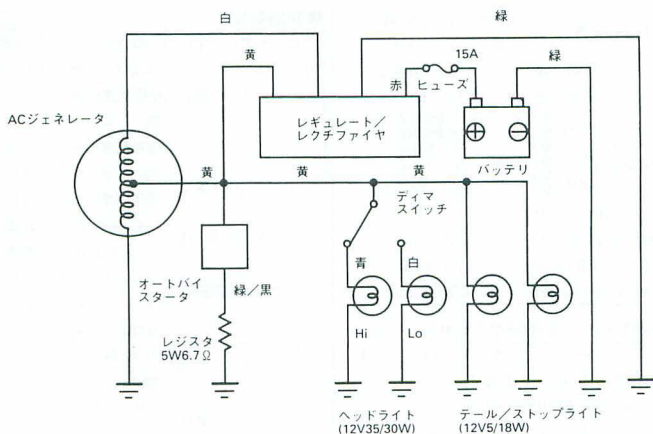 白
緑
黄
15A
緑
赤
ヒューズ
ACジェネレータ
レギュレート／
レクチファイヤ
バッテリ
黄
黄
黄
ディマ
スイッチ
青
白
オートバイ
スタータ
緑／黒
Hi
Lo
レジスタ
5W6.7Ω
ヘッドライト
(12V35/30W)
テール／ストップライト
(12V5/18W)